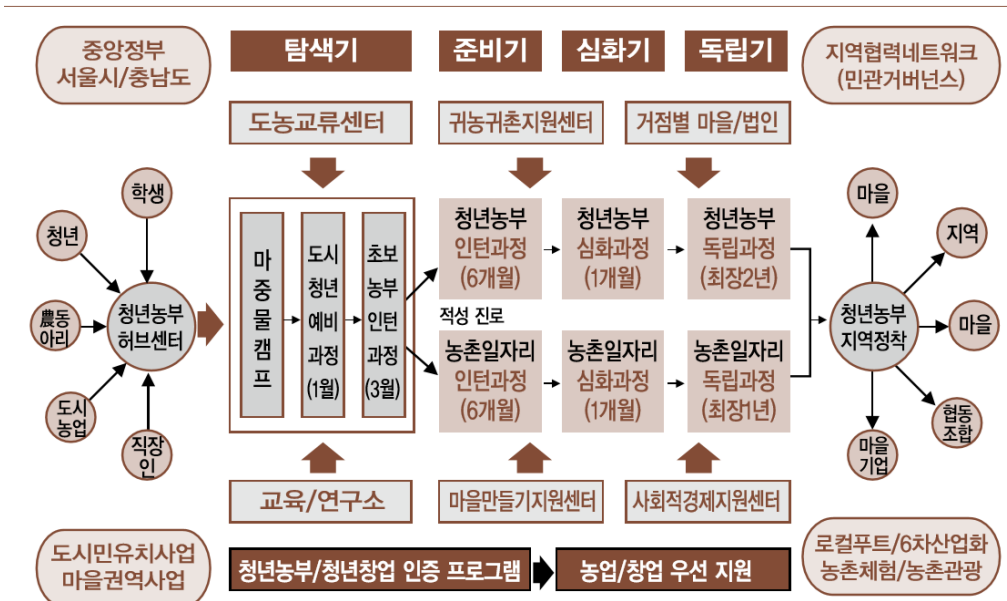 중앙정부
서울시/충남도
탐색기
준비기
심화기
독립기
지역협력네트워크
(민관거버넌스)
도농교류센터
귀농귀촌지원센터
거점별 마을/법인
학생
청년
農동
아리
도시
농업
직장
인
청년농부
허브센터
마중물캠프
도시
청년
예비
과정
(1월)
초보
농부
인턴
과정
(3월)
청년농부
인턴과정
(6개월)
청년농부
심화과정
(1개월)
청년농부
독립과정
(최장2년)
적성 진로
농촌일자리
인턴과정
(6개월)
농촌일자리
심화과정
(1개월)
농촌일자리
독립과정
(최장1년)
청년농부
지역정착
마을
지역
마을
협동
조합
마을
기업
교육/연구소
마을만들기지원센터
사회적경제지원센터
도시민유치사업
마을권역사업
청년농부/청년창업 인증 프로그램
농업/창업 우선 지원
로컬푸트/6차산업화
농촌체험/농촌관광